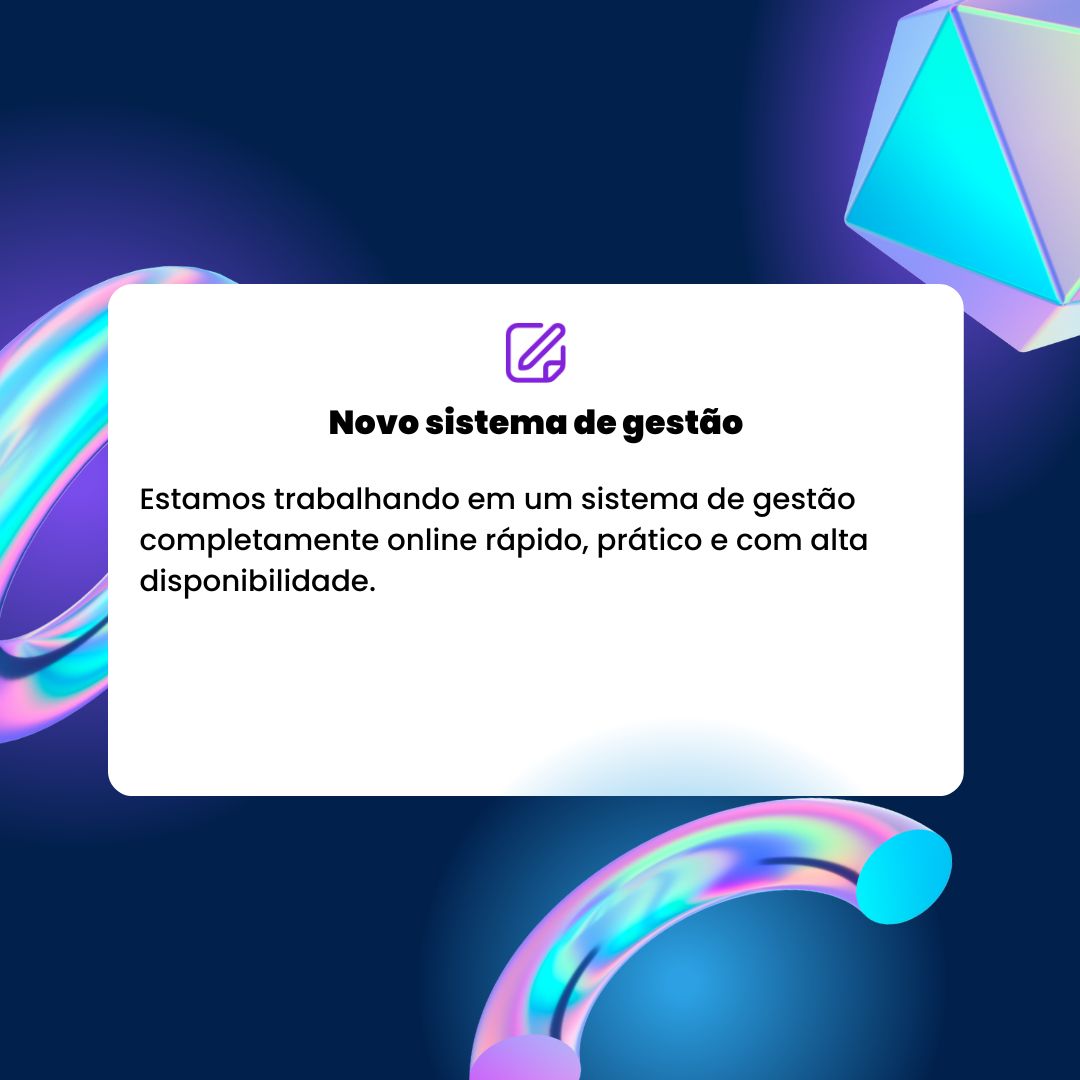 Novo sistema de gestão
Estamos trabalhando em um sistema de gestão
completamente online rápido, prático e com alta
disponibilidade.